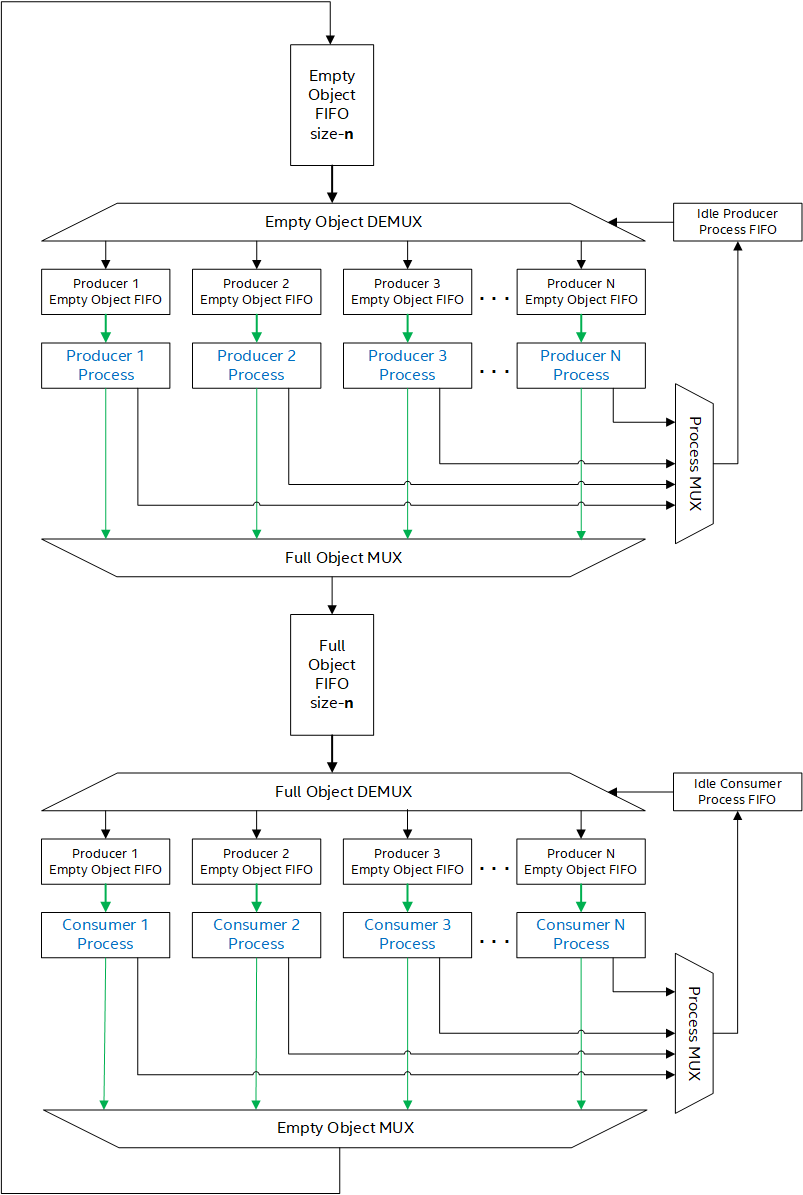 Empty
Object
FIFO
size-n
Empty Object DEMUX
Idle Producer
Process FIFO
Producer 1
Empty Object FIFO
Producer 2
Empty Object FIFO
Producer 3
Empty Object FIFO
. . .
Producer N
Empty Object FIFO
Producer 1
Process
Producer 2
Process
Producer 3
Process
. . .
Producer N
Process
Process MUX
Full Object MUX
Full
Object
FIFO
size-n
Full Object DEMUX
Idle Consumer
Process FIFO
Producer 1
Empty Object FIFO
Producer 2
Empty Object FIFO
Producer 3
Empty Object FIFO
. . .
Producer N
Empty Object FIFO
Consumer 1
Process
Consumer 2
Process
Consumer 3
Process
. . .
Consumer N
Process
Process MUX
Empty Object MUX